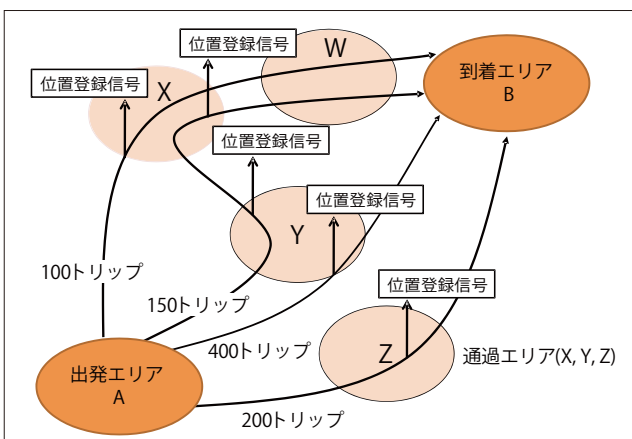 位置登録信号
W
位置登録信号
X
到着エリア
B
位置登録信号
位置登録信号
Y
100トリップ
位置登録信号
150トリップ
400トリップ
Z
通過エリア(X, Y, Z)
出発エリア
A
200トリップ